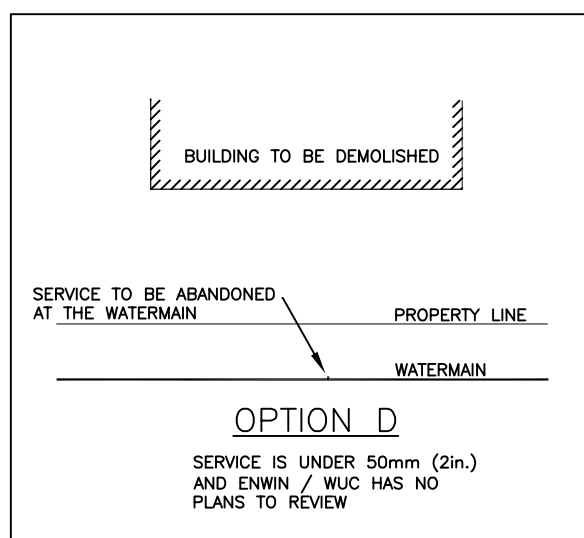 BUILDING TO BE DEMOLISHED
SERVICE TO BE ABANDONED
AT THE WATERMAIN
PROPERTY LINE
WATERMAIN
OPTION D
SERVICE IS UNDER 50mm (2in.)
AND ENWIN / WUC HAS NO
PLANS TO REVIEW